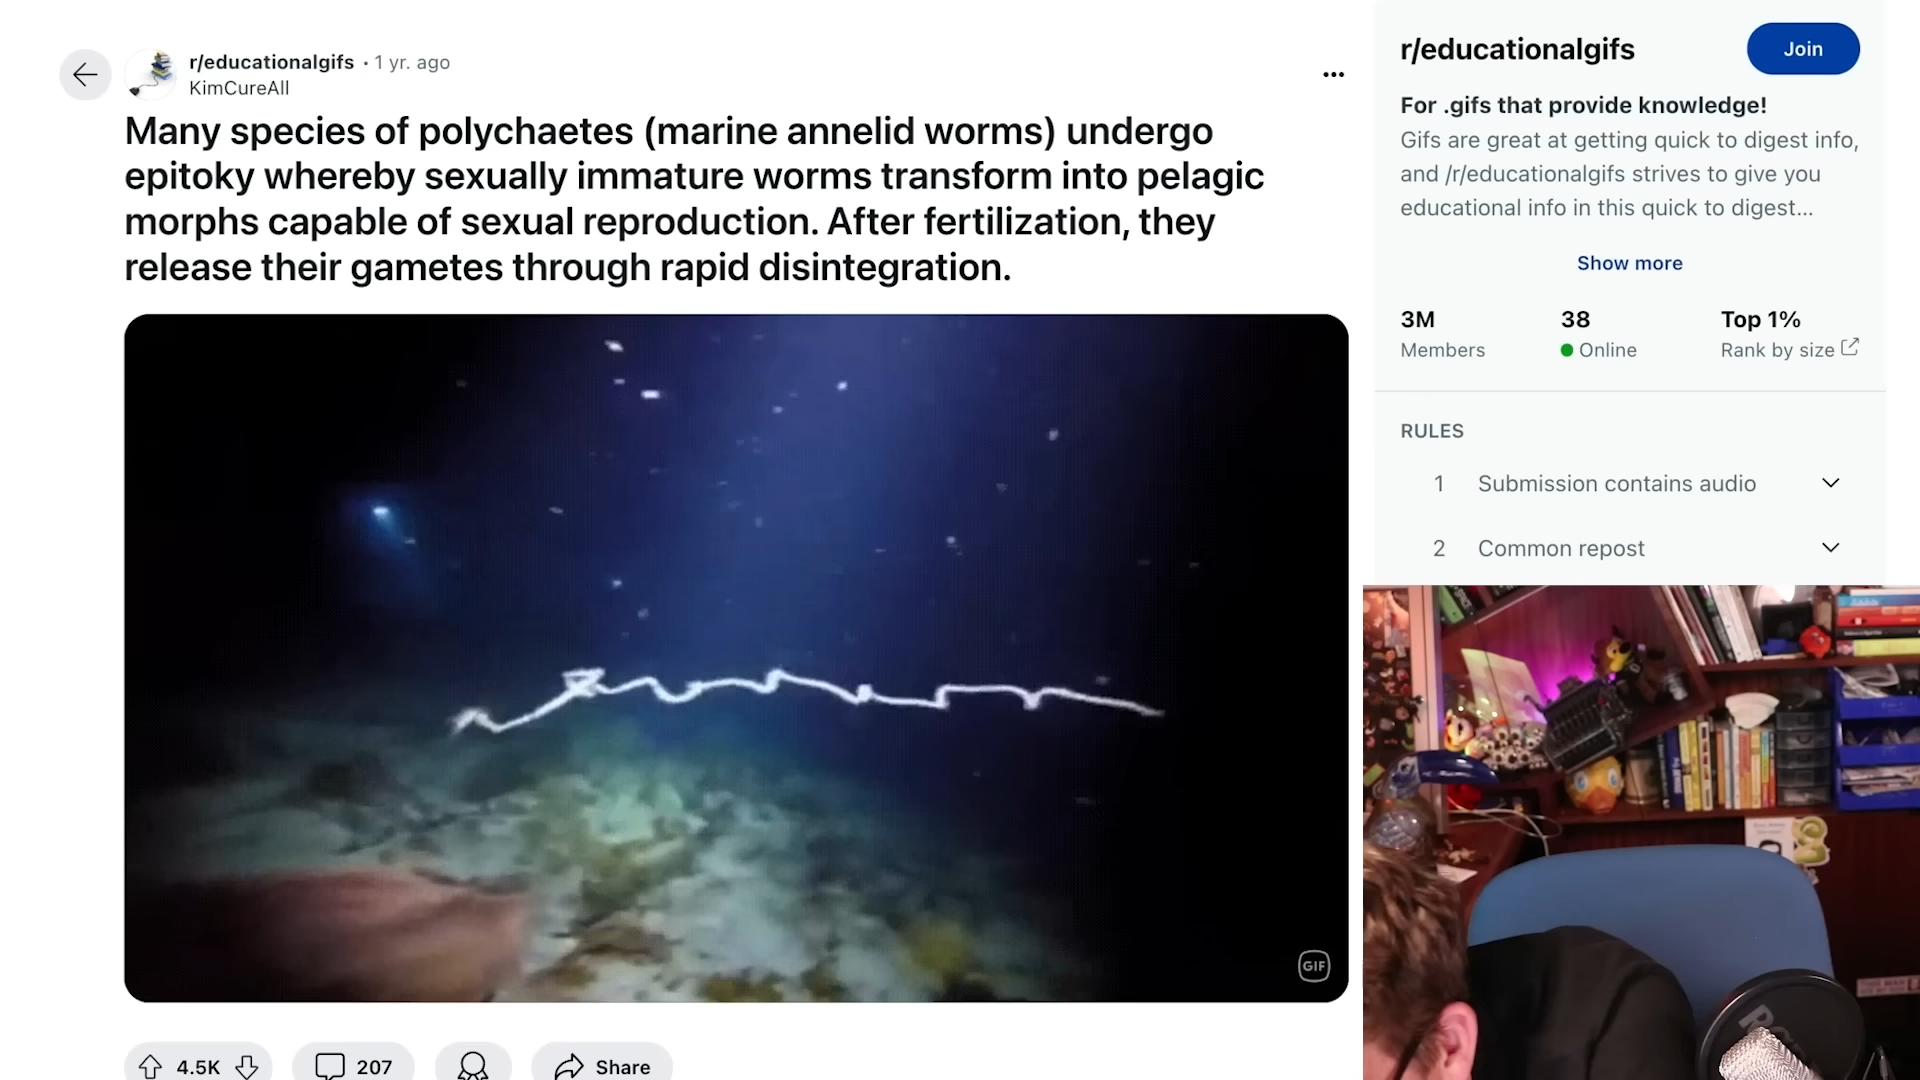 r/educationalgifs • 1 yr. ago
KimCureAll
Many species of polychaetes (marine annelid worms) undergo
epitoky whereby sexually immature worms transform into pelagic
morphs capable of sexual reproduction. After fertilization, they
release their gametes through rapid disintegration.
GIF
4.5K
207
Share
r/educationalgifs
Join
For .gifs that provide knowledge!
Gifs are great at getting quick to digest info,
and /r/educationalgifs strives to give you
educational info in this quick to digest...
Show more
3M
38
Top 1%
Members
Online
Rank by size
RULES
1 Submission contains audio
2 Common repost